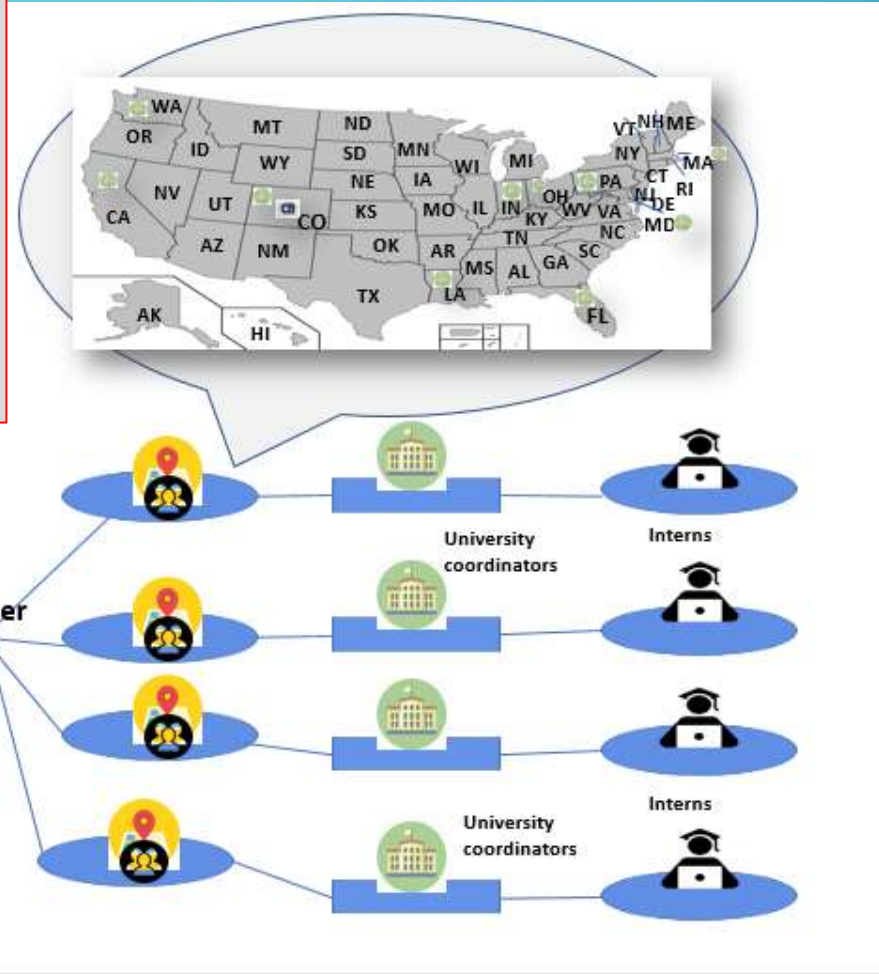 WA
MT
ND
VT
NH
ME
OR
ID
SD
MN
WI
MI
NY
MA
WY
NE
IA
PA
CT
RI
NV
UT
CO
KS
MO
IL
IN
OH
WV
VA
NJ
DE
MD
CA
KY
NC
AZ
NM
OK
AR
TN
SC
MS
AL
GA
TX
LA
FL
AK
HI
University
coordinators
Interns
er
Interns
University
coordinators